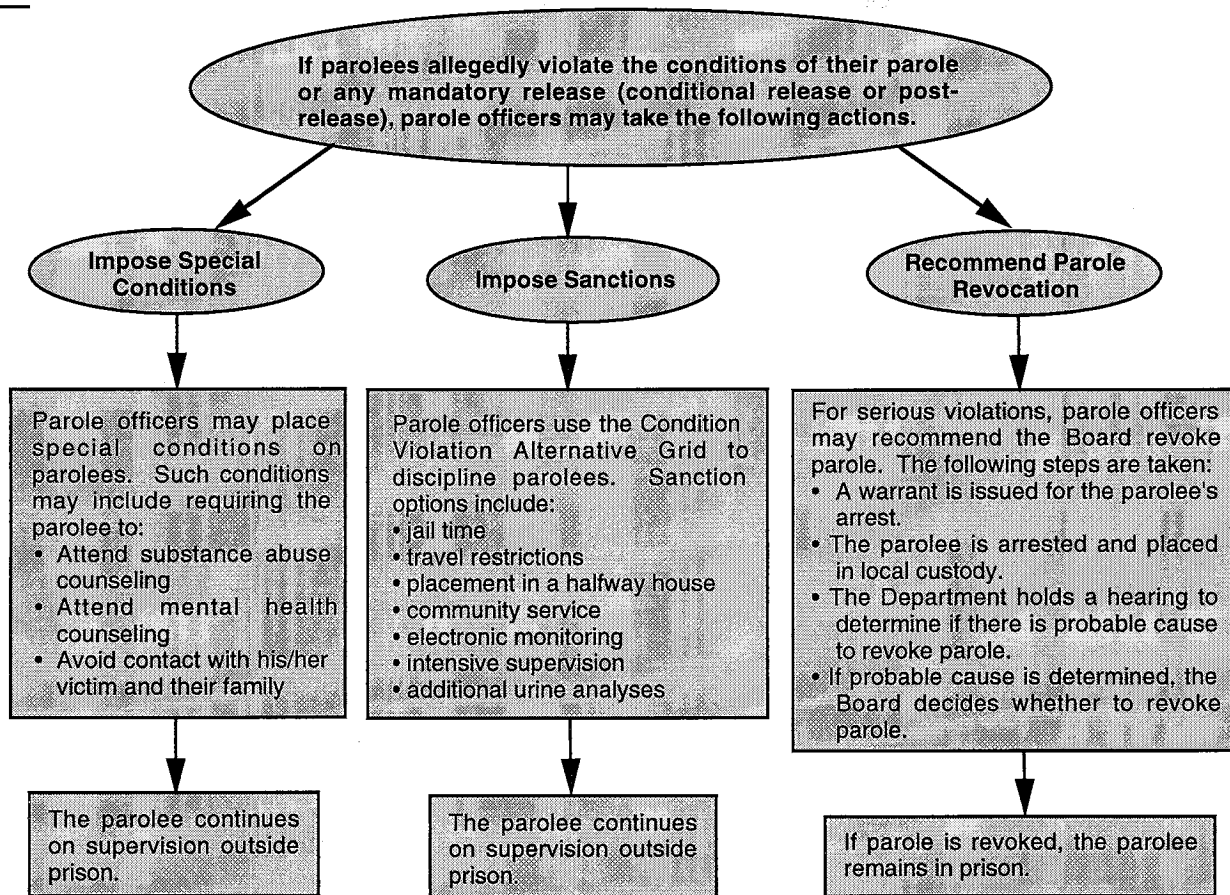 If parolees allegedly violate the conditions of their parole
or any mandatory release (conditional release or post-
release), parole officers may take the following actions.
Impose Special
Conditions
Impose Sanctions
Recommend Parole
Revocation
Parole officers may place
special conditions on
parolees. Such conditions
may include requiring the
parolee to:
• Attend substance abuse
counseling
• Attend mental health
counseling
• Avoid contact with his/her
victim and their family
Parole officers use the Condition
Violation Alternative Grid to
discipline parolees. Sanction
options include:
• jail time
• travel restrictions
• placement in a halfway house
• community service
• electronic monitoring
• intensive supervision
• additional urine analyses
For serious violations, parole officers
may recommend the Board revoke
parole. The following steps are taken:
• A warrant is issued for the parolee's
arrest.
• The parolee is arrested and placed
in local custody.
• The Department holds a hearing to
determine if there is probable cause
to revoke parole.
• If probable cause is determined, the
Board decides whether to revoke
parole.
The parolee continues
on supervision outside
prison.
The parolee continues
on supervision outside
prison.
If parole is revoked, the parolee
remains in prison.